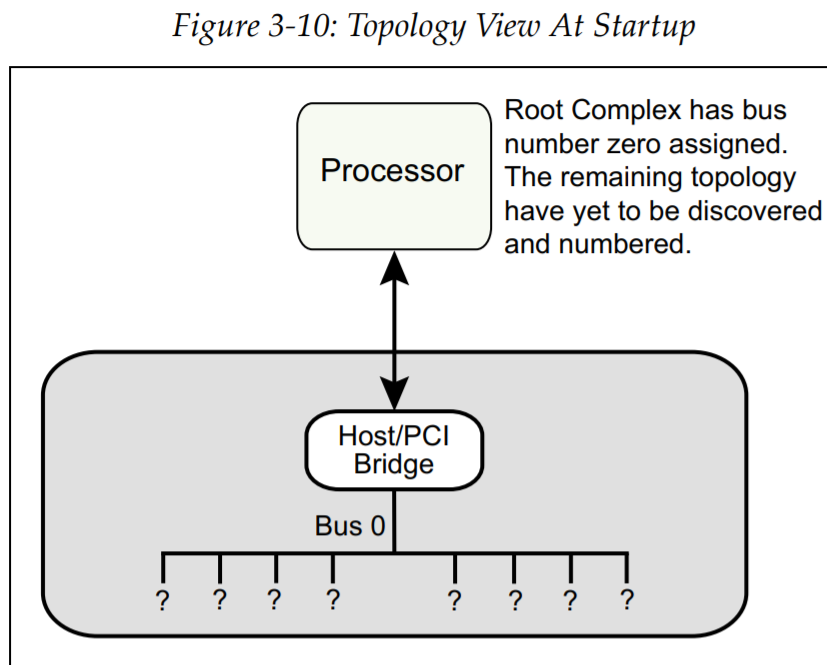 Figure 3-10: Topology View At Startup
Root Complex has bus
number zero assigned.
The remaining topology
have yet to be discovered
and numbered.
Processor
Host/PCI
Bridge
Bus 0
? ? ? ? ? ? ? ?